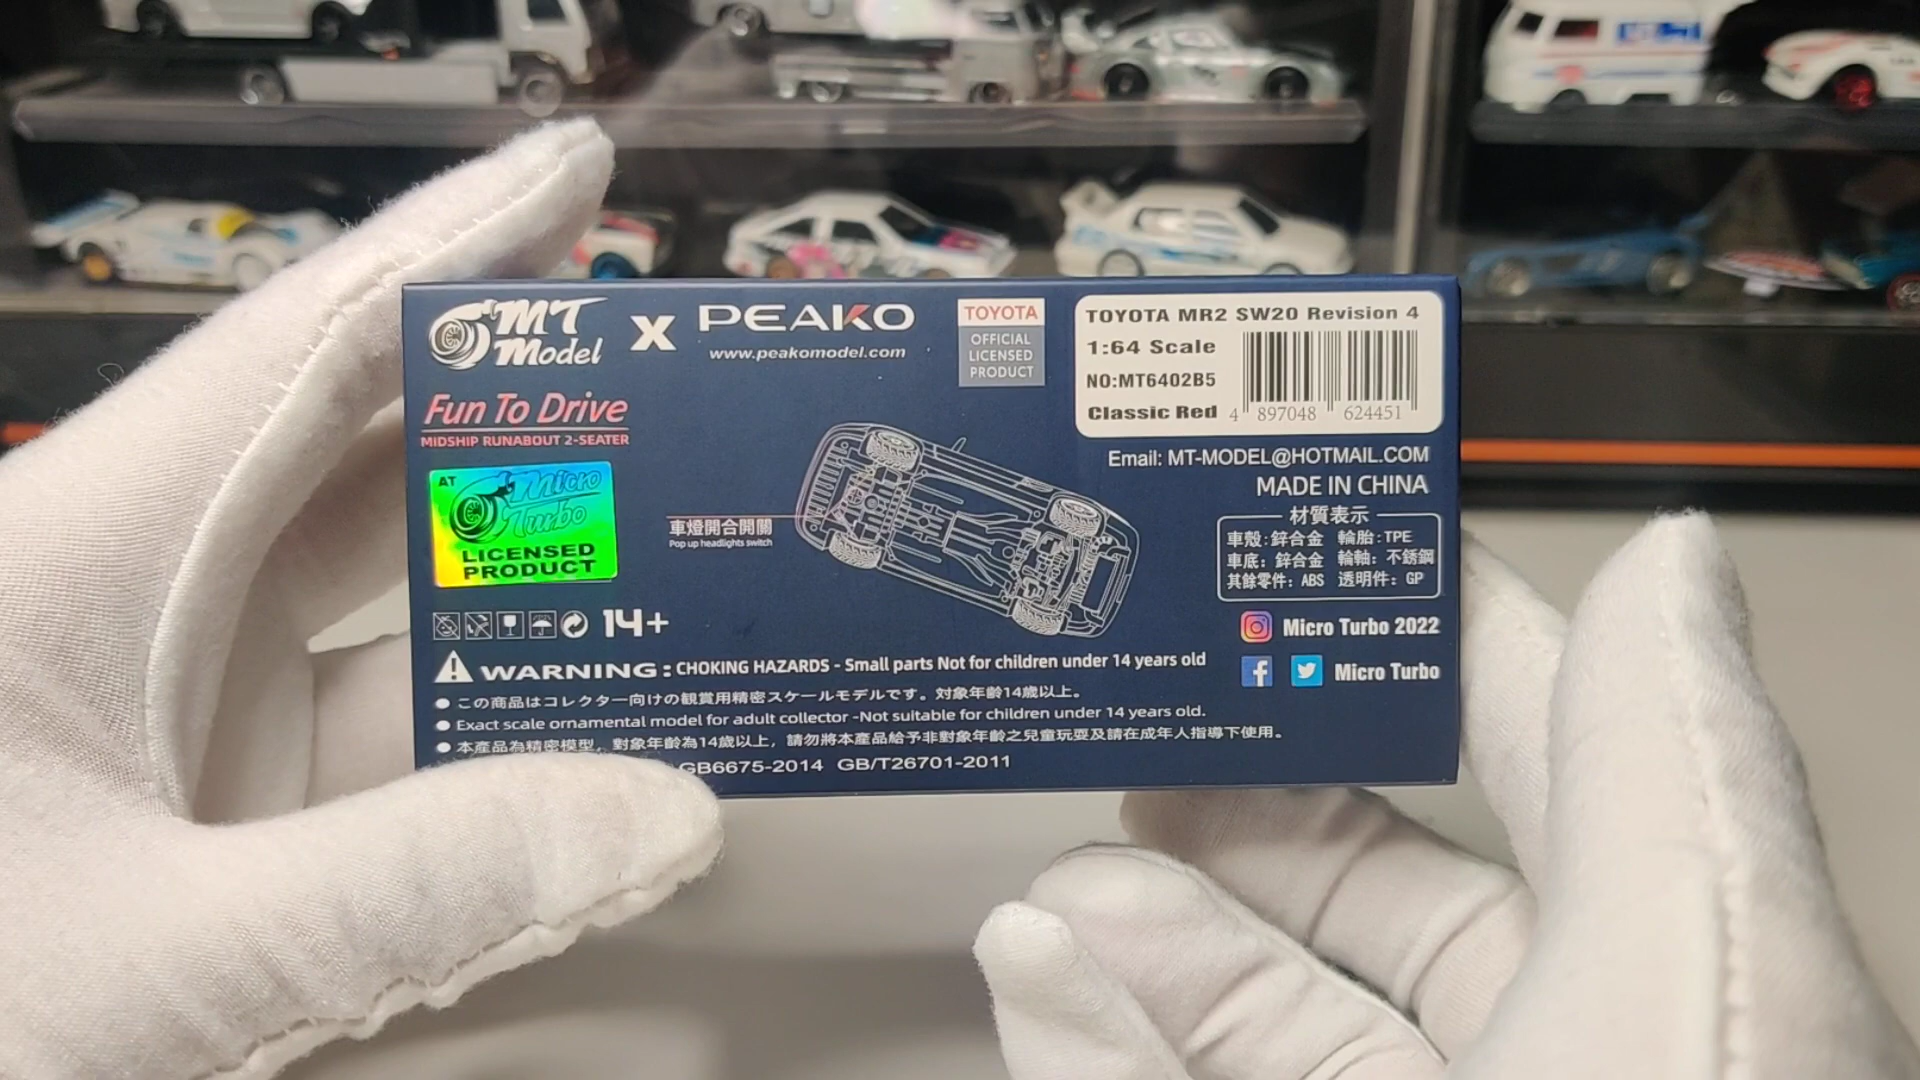 MT Model X PEAKO
www.peakomodel.com
TOYOTA
OFFICIAL
LICENSED
PRODUCT
TOYOTA MR2 SW20 Revision 4
1:64 Scale
NO:MT6402B5
Classic Red
4 897048 624451
Fun To Drive
MIDSHIP RUNABOUT 2-SEATER
AT
Micro
Turbo
LICENSED
PRODUCT
車燈開合開關
Pop up headlights switch
Email: MT-MODEL@HOTMAIL.COM
MADE IN CHINA
材質表示
車殼:鋅合金 輪胎:TPE
車底:鋅合金 輪軸:不銹鋼
其餘零件:ABS 透明件:GP
14+
Micro Turbo 2022
Micro Turbo
WARNING: CHOKING HAZARDS - Small parts Not for children under 14 years old
● この商品はコレクター向けの観賞用精密スケールモデルです。対象年齢14歳以上。
● Exact scale ornamental model for adult collector -Not suitable for children under 14 years old.
● 本產品為精密模型，對象年齡為14歲以上，請勿將本產品給予非對象年齡之兒童玩耍及請在成年人指導下使用。
GB6675-2014 GB/T26701-2011